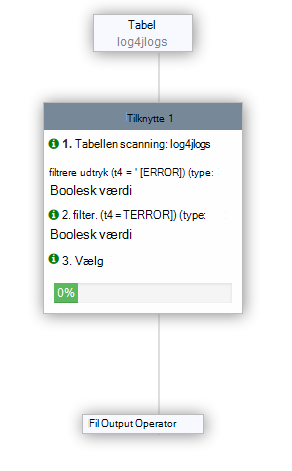 Tabel
log4jlogs
Tilknytte 1
1. Tabellen scanning: log4jlogs
filtrere udtryk (t4 = ' [ERROR]) (type:
Boolesk værdi
2. filter. (t4 = TERROR]) (type:
Boolesk værdi
3. Vælg
0%
Fil Output Operator